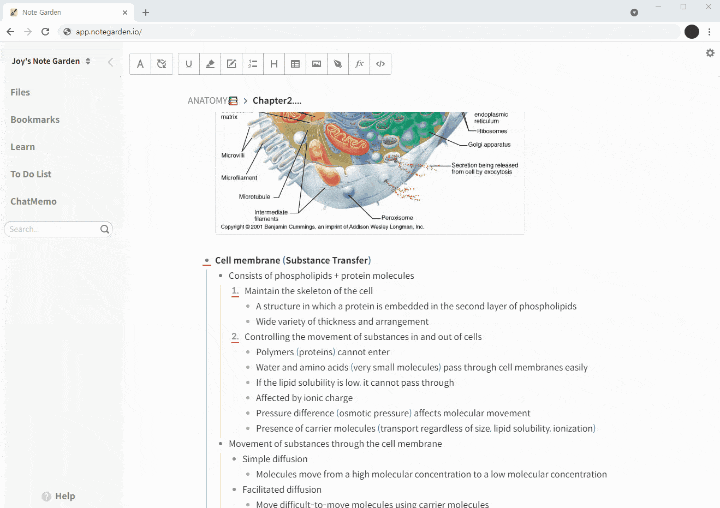 Note Garden
app.notegarden.io/
Joy's Note Garden
Files
Bookmarks
Learn
To Do List
ChatMemo
Search...
Help
A
U
H
fx
</>
ANATOMY > Chapter2....
matrix
Microvilli
Microfilament
Microtubule
Intermediate
filaments
endoplasmic
reticulum
Ribosomes
Golgi apparatus
Secretion being released
from cell by exocytosis
Peroxisome
Copyright © 2001 Benjamin Cummings, an imprint of Addison Wesley Longman, Inc.
Cell membrane (Substance Transfer)
Consists of phospholipids + protein molecules
1. Maintain the skeleton of the cell
A structure in which a protein is embedded in the second layer of phospholipids
Wide variety of thickness and arrangement
2. Controlling the movement of substances in and out of cells
Polymers (proteins) cannot enter
Water and amino acids (very small molecules) pass through cell membranes easily
If the lipid solubility is low, it cannot pass through
Affected by ionic charge
Pressure difference (osmotic pressure) affects molecular movement
Presence of carrier molecules (transport regardless of size, lipid solubility, ionization)
Movement of substances through the cell membrane
Simple diffusion
Molecules move from a high molecular concentration to a low molecular concentration
Facilitated diffusion
Move difficult-to-move molecules using carrier molecules